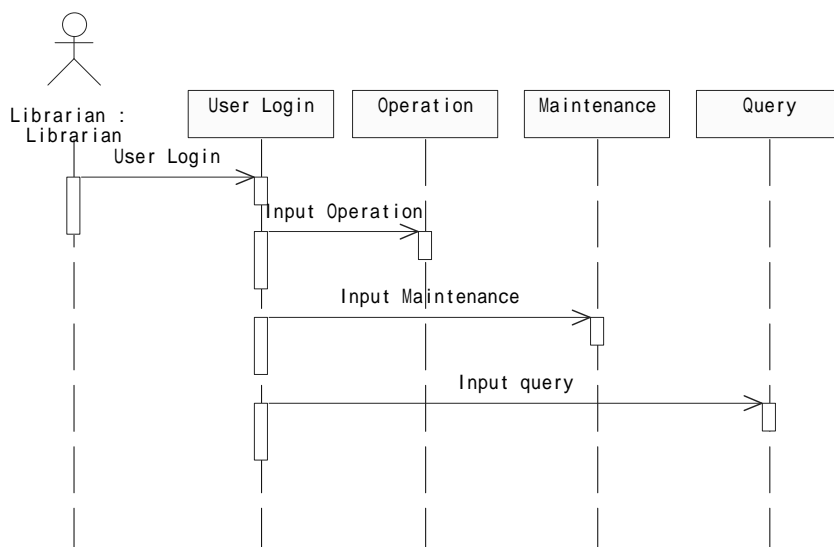 Librarian :
Librarian
User Login
Operation
Maintenance
Query
User Login
Input Operation
Input Maintenance
Input query